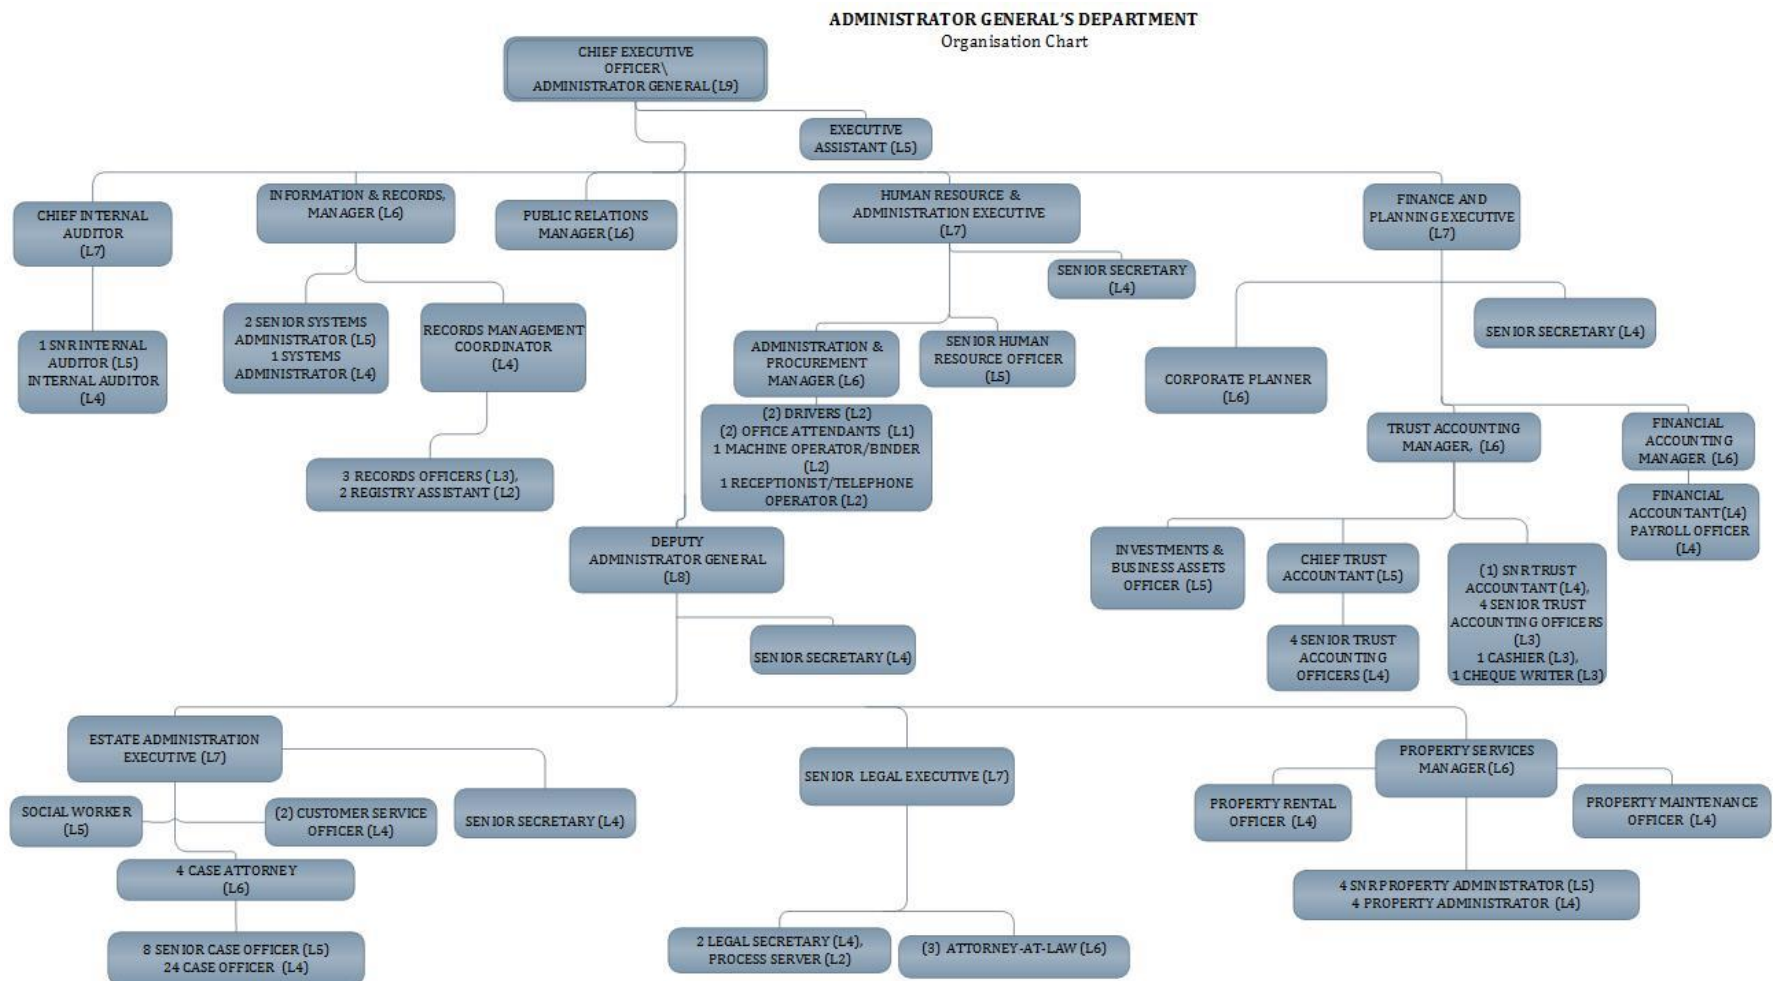 ADMINISTRATOR GENERAL'S DEPARTMENT
Organisation Chart
CHIEF EXECUTIVE
OFFICER\
ADMINISTRATOR GENERAL (L9)
EXECUTIVE
ASSISTANT (L5)
CHIEF INTERNAL
AUDITOR
(L7)
INFORMATION & RECORDS,
MANAGER (L6)
PUBLIC RELATIONS
MANAGER (L6)
HUMAN RESOURCE &
ADMINISTRATION EXECUTIVE
(L7)
FINANCE AND
PLANNING EXECUTIVE
(L7)
SENIOR SECRETARY
(L4)
1 SNR INTERNAL
AUDITOR (L5)
INTERNAL AUDITOR
(L4)
2 SENIOR SYSTEMS
ADMINISTRATOR (L5)
1 SYSTEMS
ADMINISTRATOR (L4)
RECORDS MANAGEMENT
COORDINATOR
(L4)
ADMINISTRATION &
PROCUREMENT
MANAGER (L6)
SENIOR HUMAN
RESOURCE OFFICER
(L5)
SENIOR SECRETARY (L4)
CORPORATE PLANNER
(L6)
(2) DRIVERS (L2)
(2) OFFICE ATTENDANTS (L1)
1 MACHINE OPERATOR/BINDER
(L2)
1 RECEPTIONIST/TELEPHONE
OPERATOR (L2)
TRUST ACCOUNTING
MANAGER, (L6)
FINANCIAL
ACCOUNTING
MANAGER (L6)
3 RECORDS OFFICERS (L3),
2 REGISTRY ASSISTANT (L2)
FINANCIAL
ACCOUNTANT (L4)
PAYROLL OFFICER
(L4)
DEPUTY
ADMINISTRATOR GENERAL
(L8)
INVESTMENTS &
BUSINESS ASSETS
OFFICER (L5)
CHIEF TRUST
ACCOUNTANT (L5)
(1) SNR TRUST
ACCOUNTANT (L4),
4 SENIOR TRUST
ACCOUNTING OFFICERS
(L3)
1 CASHIER (L3),
1 CHEQUE WRITER (L3)
SENIOR SECRETARY (L4)
4 SENIOR TRUST
ACCOUNTING
OFFICERS (L4)
ESTATE ADMINISTRATION
EXECUTIVE (L7)
SENIOR LEGAL EXECUTIVE (L7)
PROPERTY SERVICES
MANAGER (L6)
SOCIAL WORKER
(L5)
(2) CUSTOMER SERVICE
OFFICER (L4)
SENIOR SECRETARY (L4)
PROPERTY RENTAL
OFFICER (L4)
PROPERTY MAINTENANCE
OFFICER (L4)
4 CASE ATTORNEY
(L6)
4 SNR PROPERTY ADMINISTRATOR (L5)
4 PROPERTY ADMINISTRATOR (L4)
8 SENIOR CASE OFFICER (L5)
24 CASE OFFICER (L4)
2 LEGAL SECRETARY (L4),
PROCESS SERVER (L2)
(3) ATTORNEY-AT-LAW (L6)